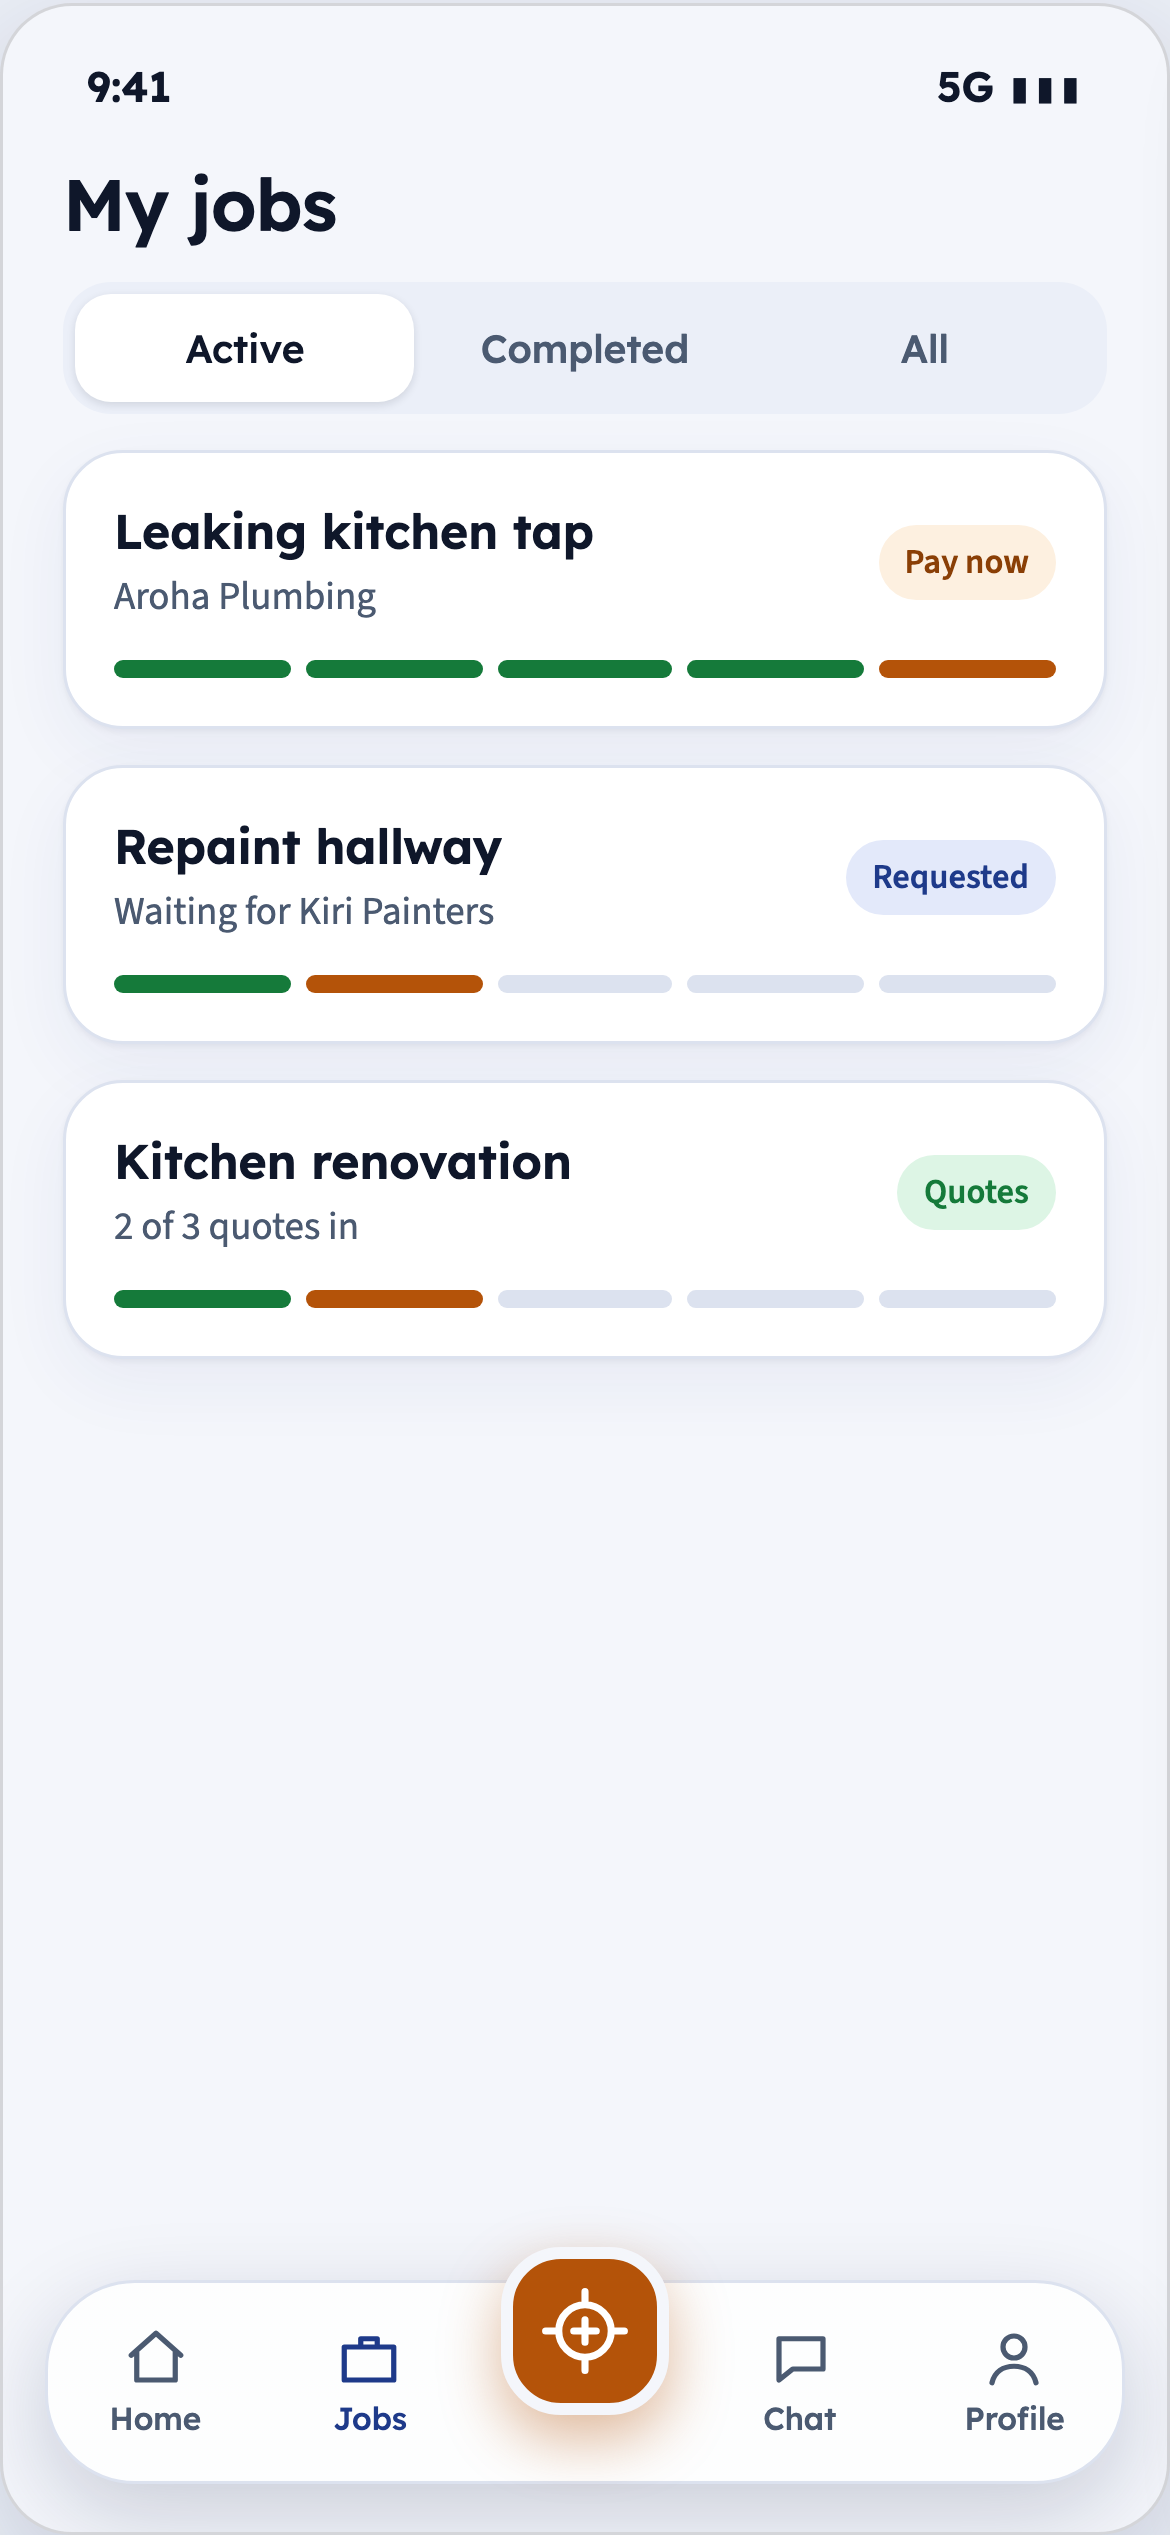 9:41 5G
My jobs
Active Completed All
Leaking kitchen tap
Aroha Plumbing
Pay now
Repaint hallway
Waiting for Kiri Painters
Requested
Kitchen renovation
2 of 3 quotes in
Quotes
Home Jobs Chat Profile